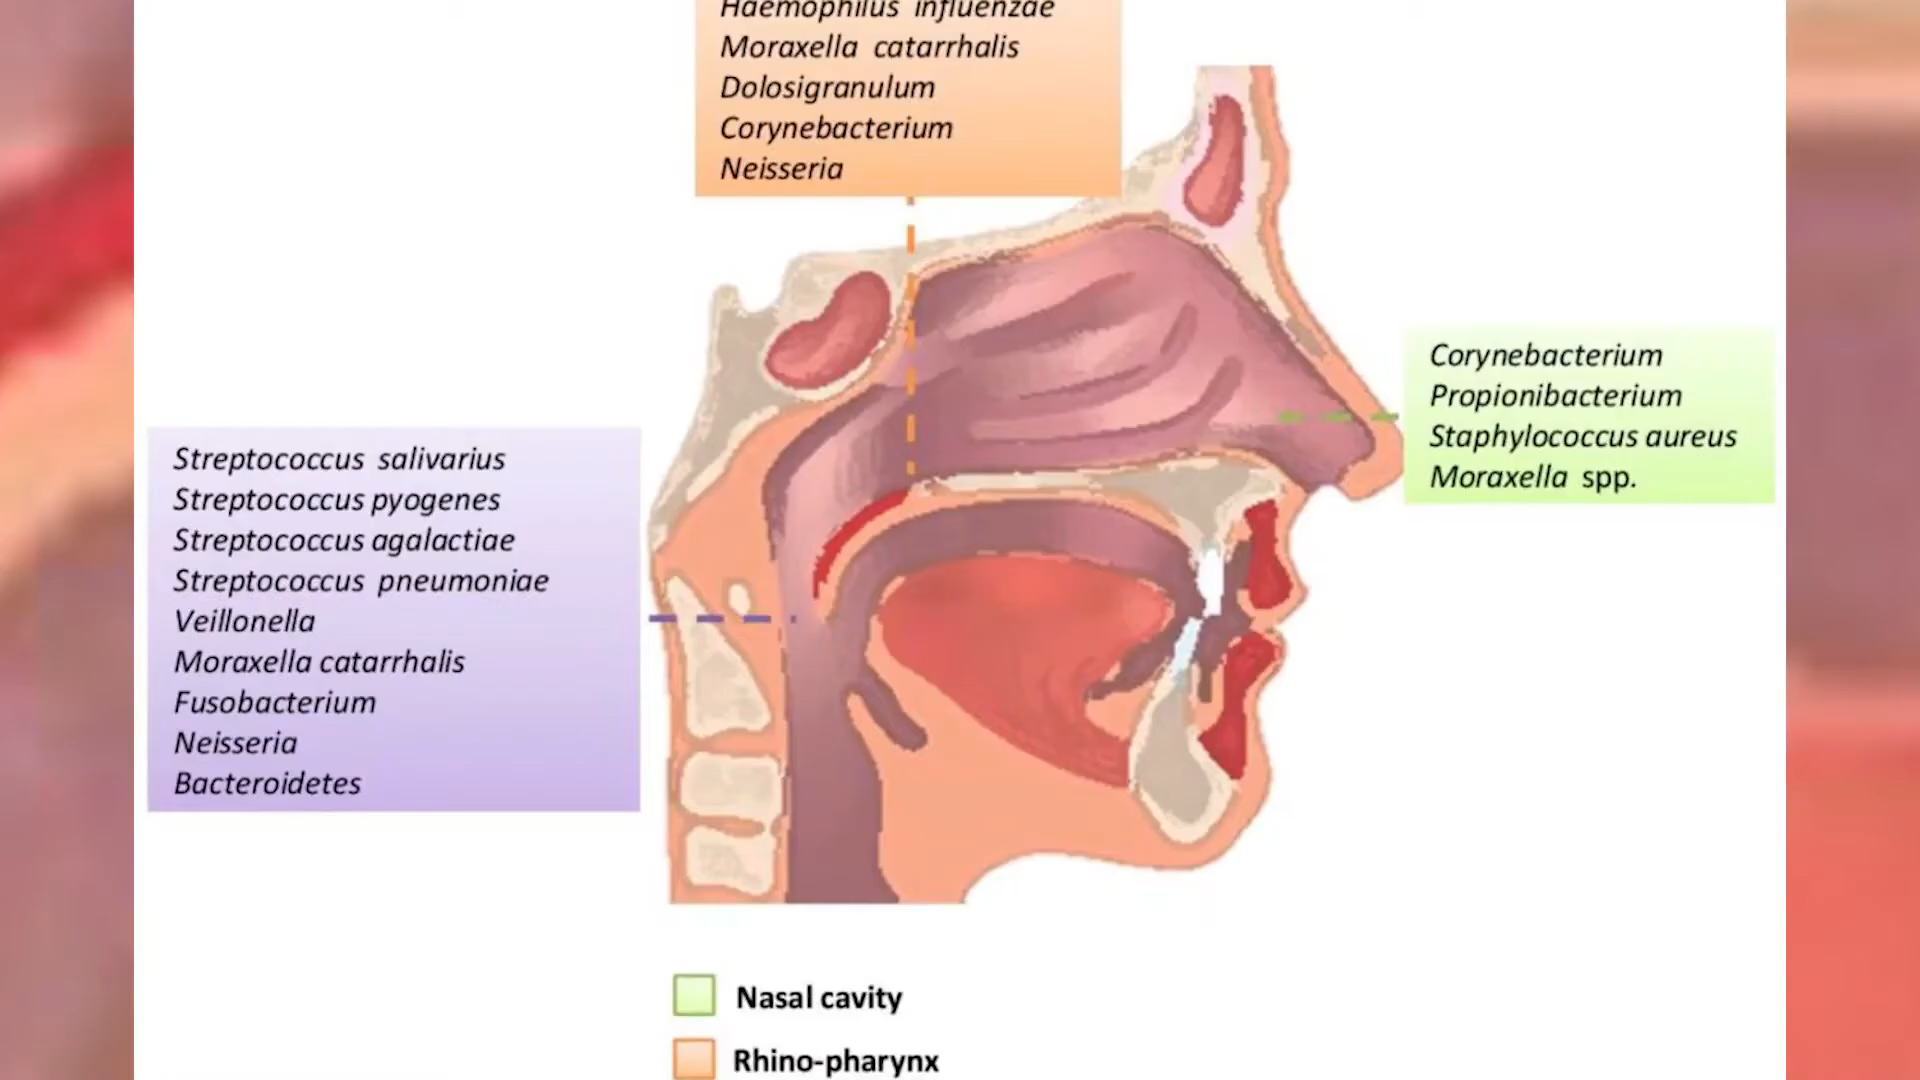 Haemophilus influenzae
Moraxella catarrhalis
Dolosigranulum
Corynebacterium
Neisseria
Corynebacterium
Propionibacterium
Staphylococcus aureus
Moraxella spp.
Streptococcus salivarius
Streptococcus pyogenes
Streptococcus agalactiae
Streptococcus pneumoniae
Veillonella
Moraxella catarrhalis
Fusobacterium
Neisseria
Bacteroidetes
Nasal cavity
Rhino-pharynx